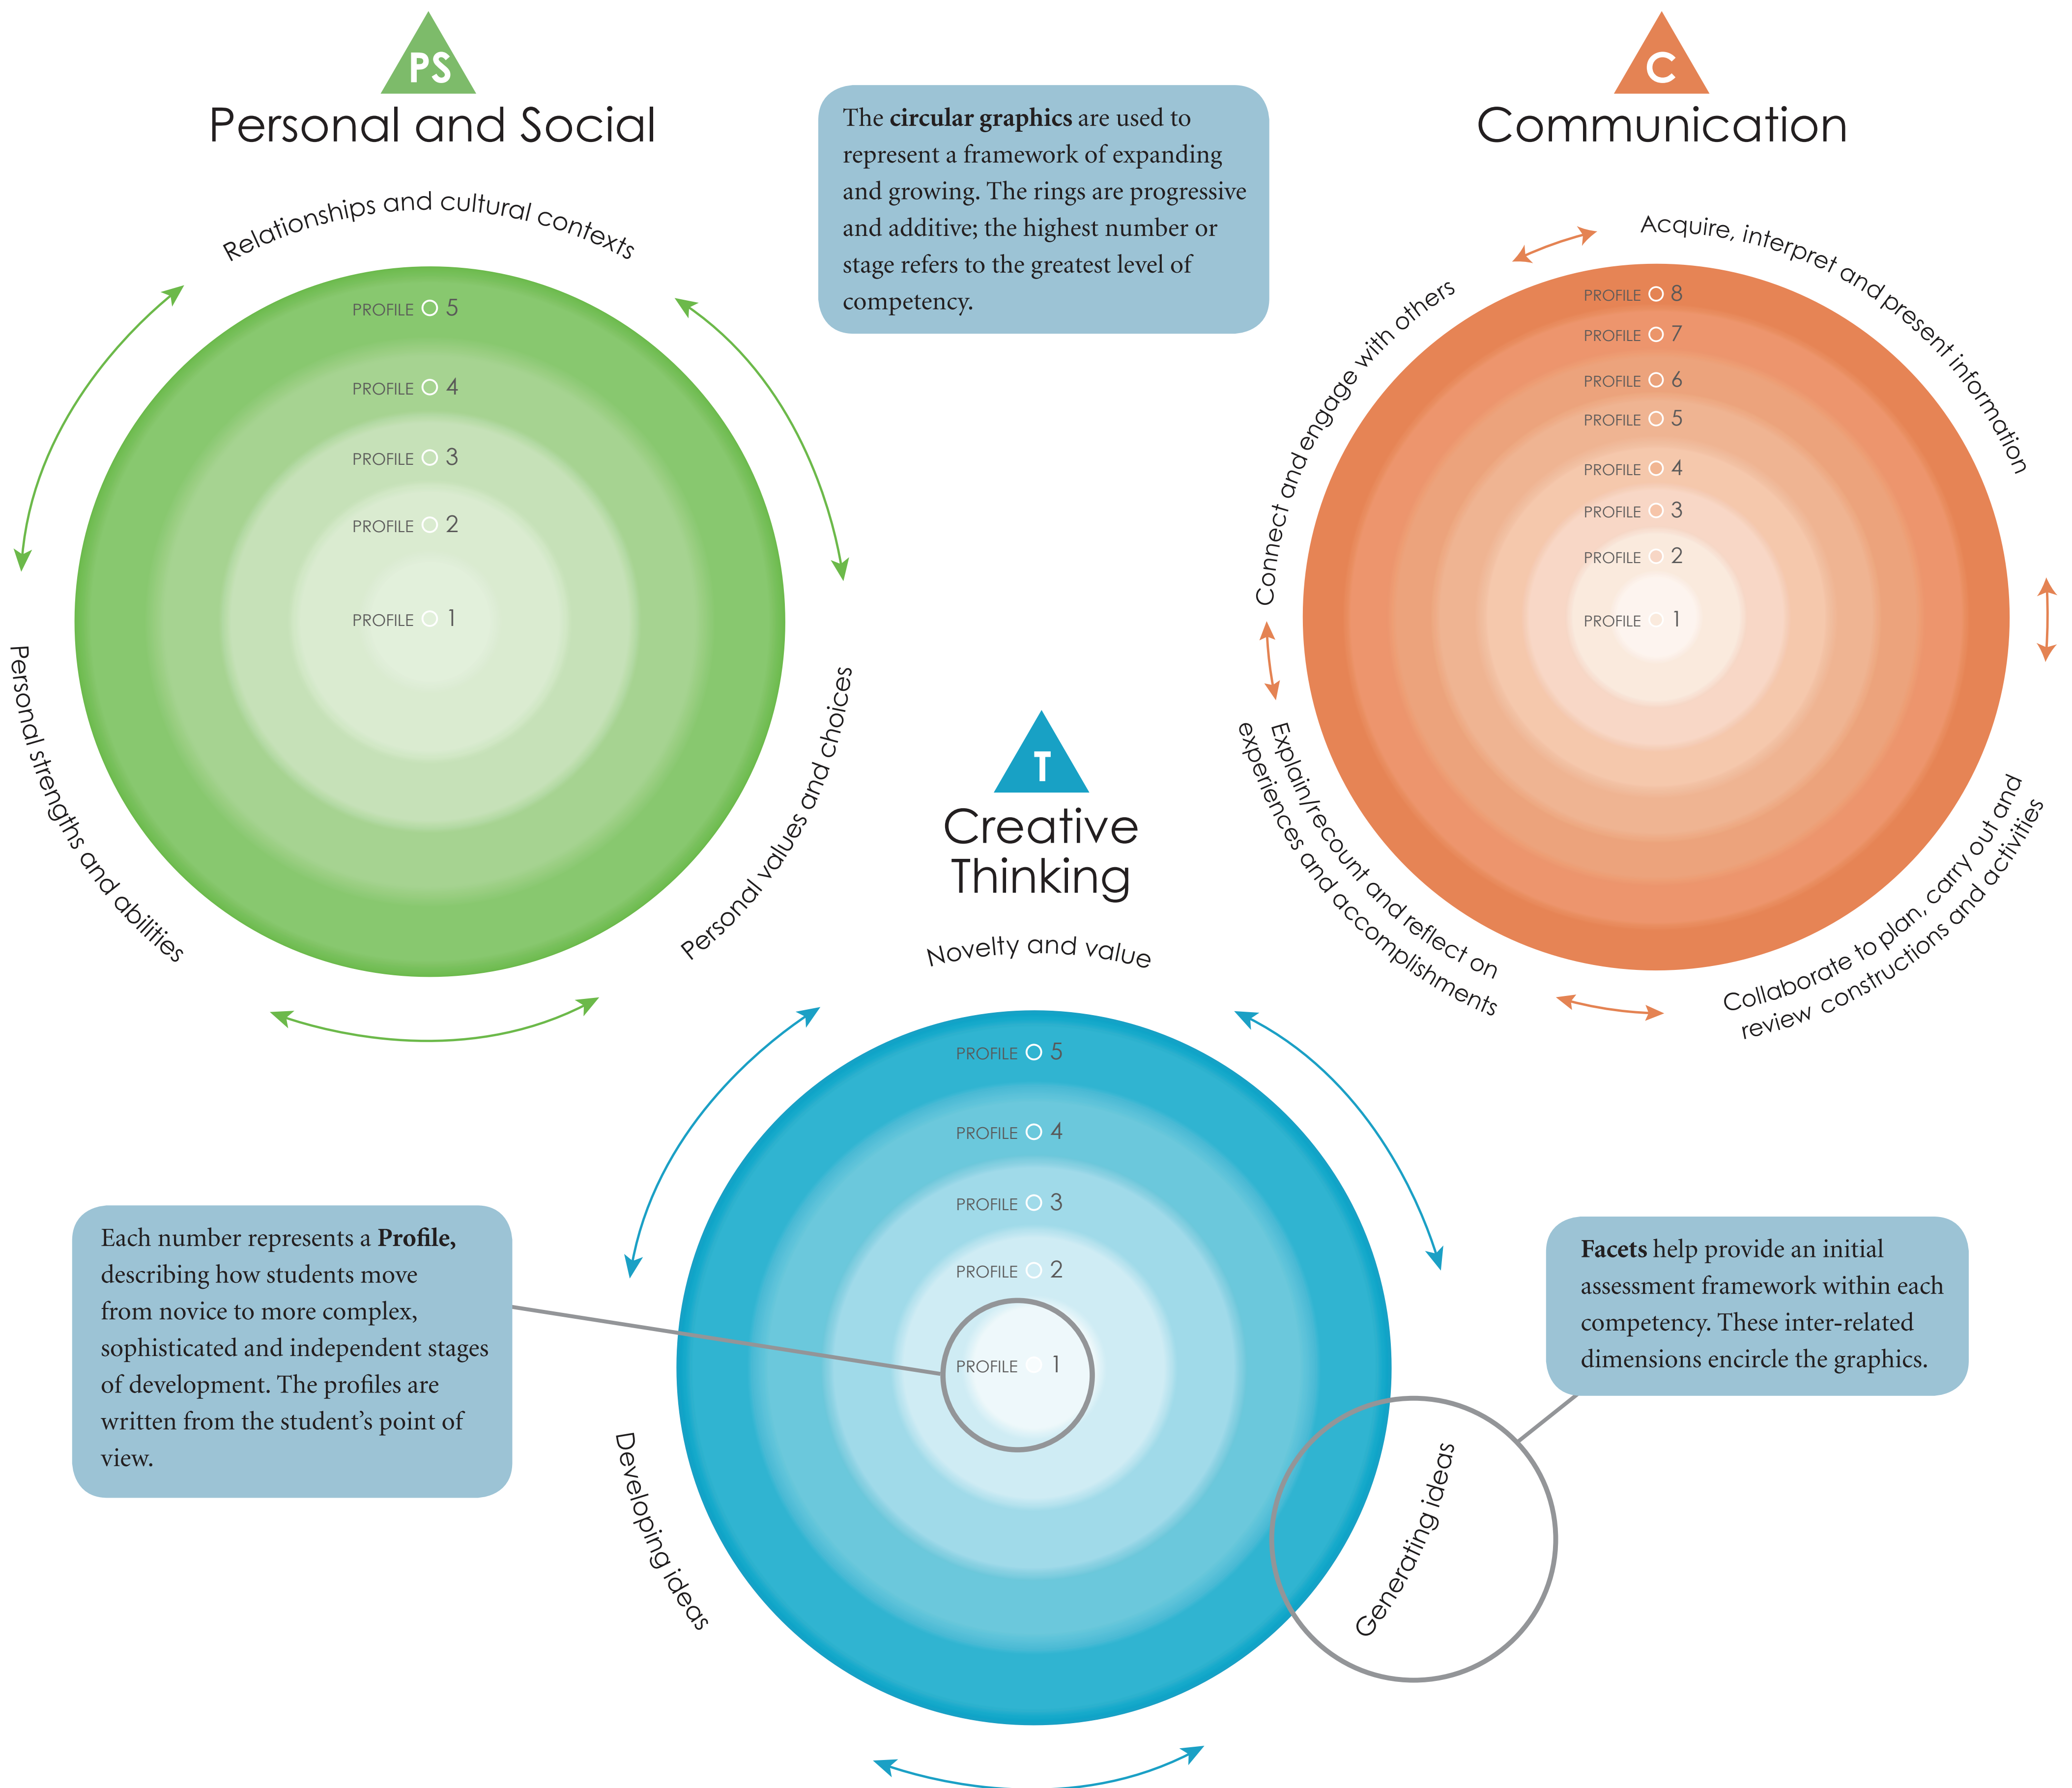 PS
Personal and Social
Relationships and cultural contexts
PROFILE 5
PROFILE 4
PROFILE 3
PROFILE 2
PROFILE 1
Personal strengths and abilities
Personal values and choices
The circular graphics are used to
represent a framework of expanding
and growing. The rings are progressive
and additive; the highest number or
stage refers to the greatest level of
competency.
C
Communication
Acquire, interpret and present information
Connect and engage with others
PROFILE 8
PROFILE 7
PROFILE 6
PROFILE 5
PROFILE 4
PROFILE 3
PROFILE 2
PROFILE 1
Explain/recount and reflect on
experiences and accomplishments
Collaborate to plan, carry out and
review constructions and activities
T
Creative
Thinking
Novelty and value
PROFILE 5
PROFILE 4
PROFILE 3
PROFILE 2
PROFILE 1
Developing ideas
Generating ideas
Each number represents a Profile,
describing how students move
from novice to more complex,
sophisticated and independent stages
of development. The profiles are
written from the student’s point of
view.
Facets help provide an initial
assessment framework within each
competency. These inter-related
dimensions encircle the graphics.